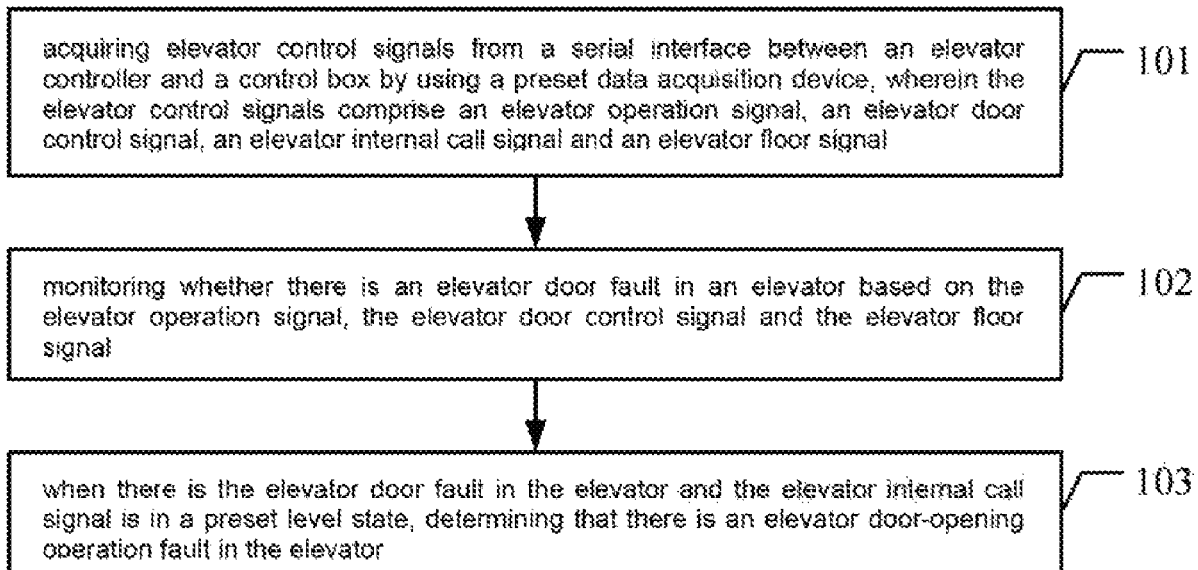 acquiring elevator control signals from a serial interface between an elevator
controller and a control box by using a preset data acquisition device, wherein the
elevator control signals comprise an elevator operation signal, an elevator door
control signal, an elevator internal call signal and an elevator floor signal
101
monitoring whether there is an elevator door fault in an elevator based on the
elevator operation signal, the elevator door control signal and the elevator floor
signal
102
when there is the elevator door fault in the elevator and the elevator internal call
signal is in a preset level state, determining that there is an elevator door-opening
operation fault in the elevator
103